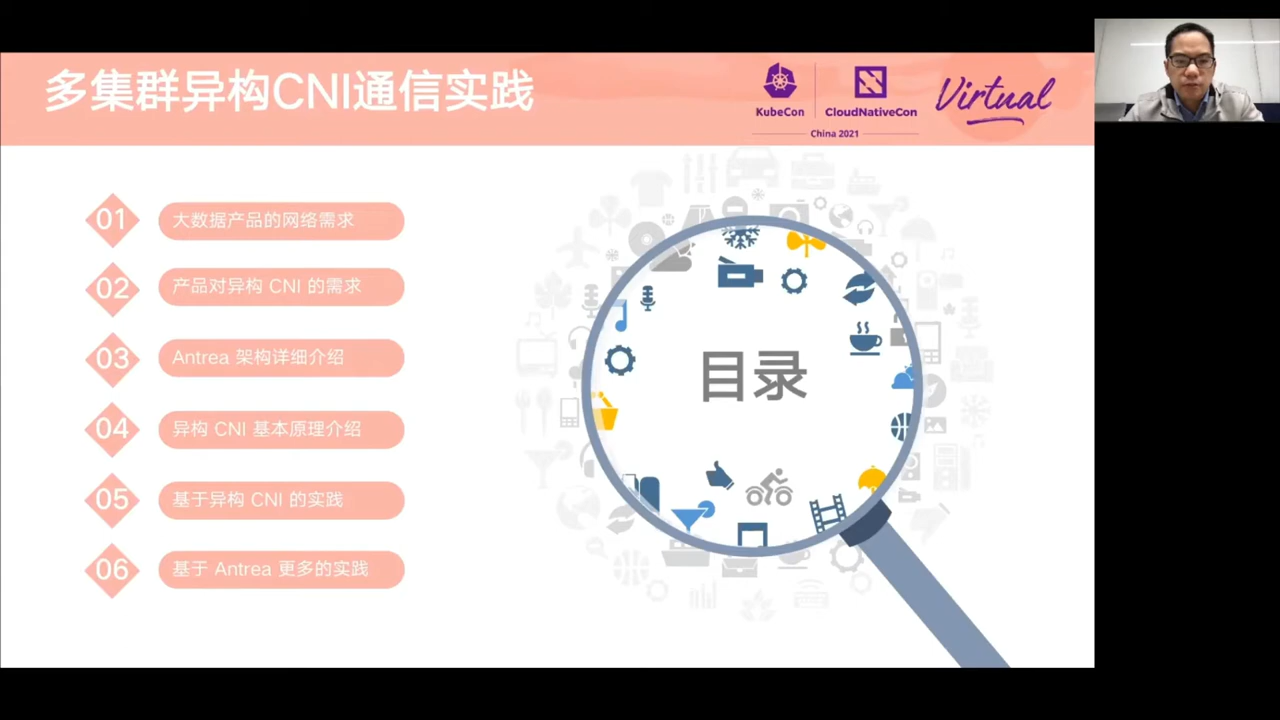 多集群异构CNI通信实践
KubeCon
CloudNativeCon
China 2021
Virtual
01
大数据产品的网络需求
02
产品对异构 CNI 的需求
03
Antrea 架构详细介绍
04
异构 CNI 基本原理介绍
05
基于异构 CNI 的实践
06
基于 Antrea 更多的实践
目录